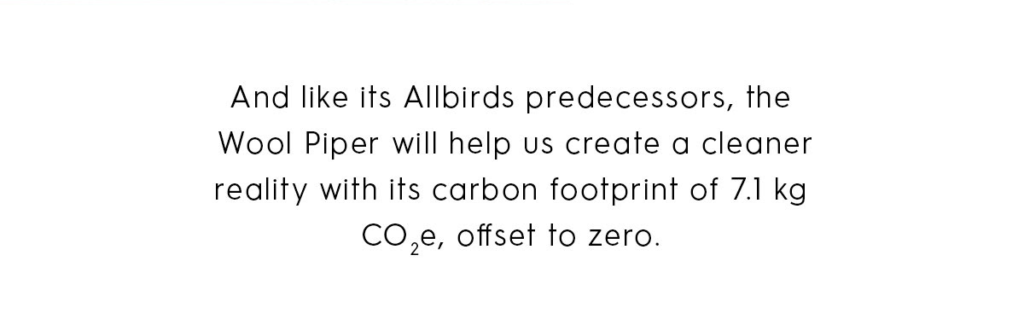 And like its Allbirds predecessors, the
Wool Piper will help us create a cleaner
reality with its carbon footprint of 7.1 kg
CO₂e, offset to zero.